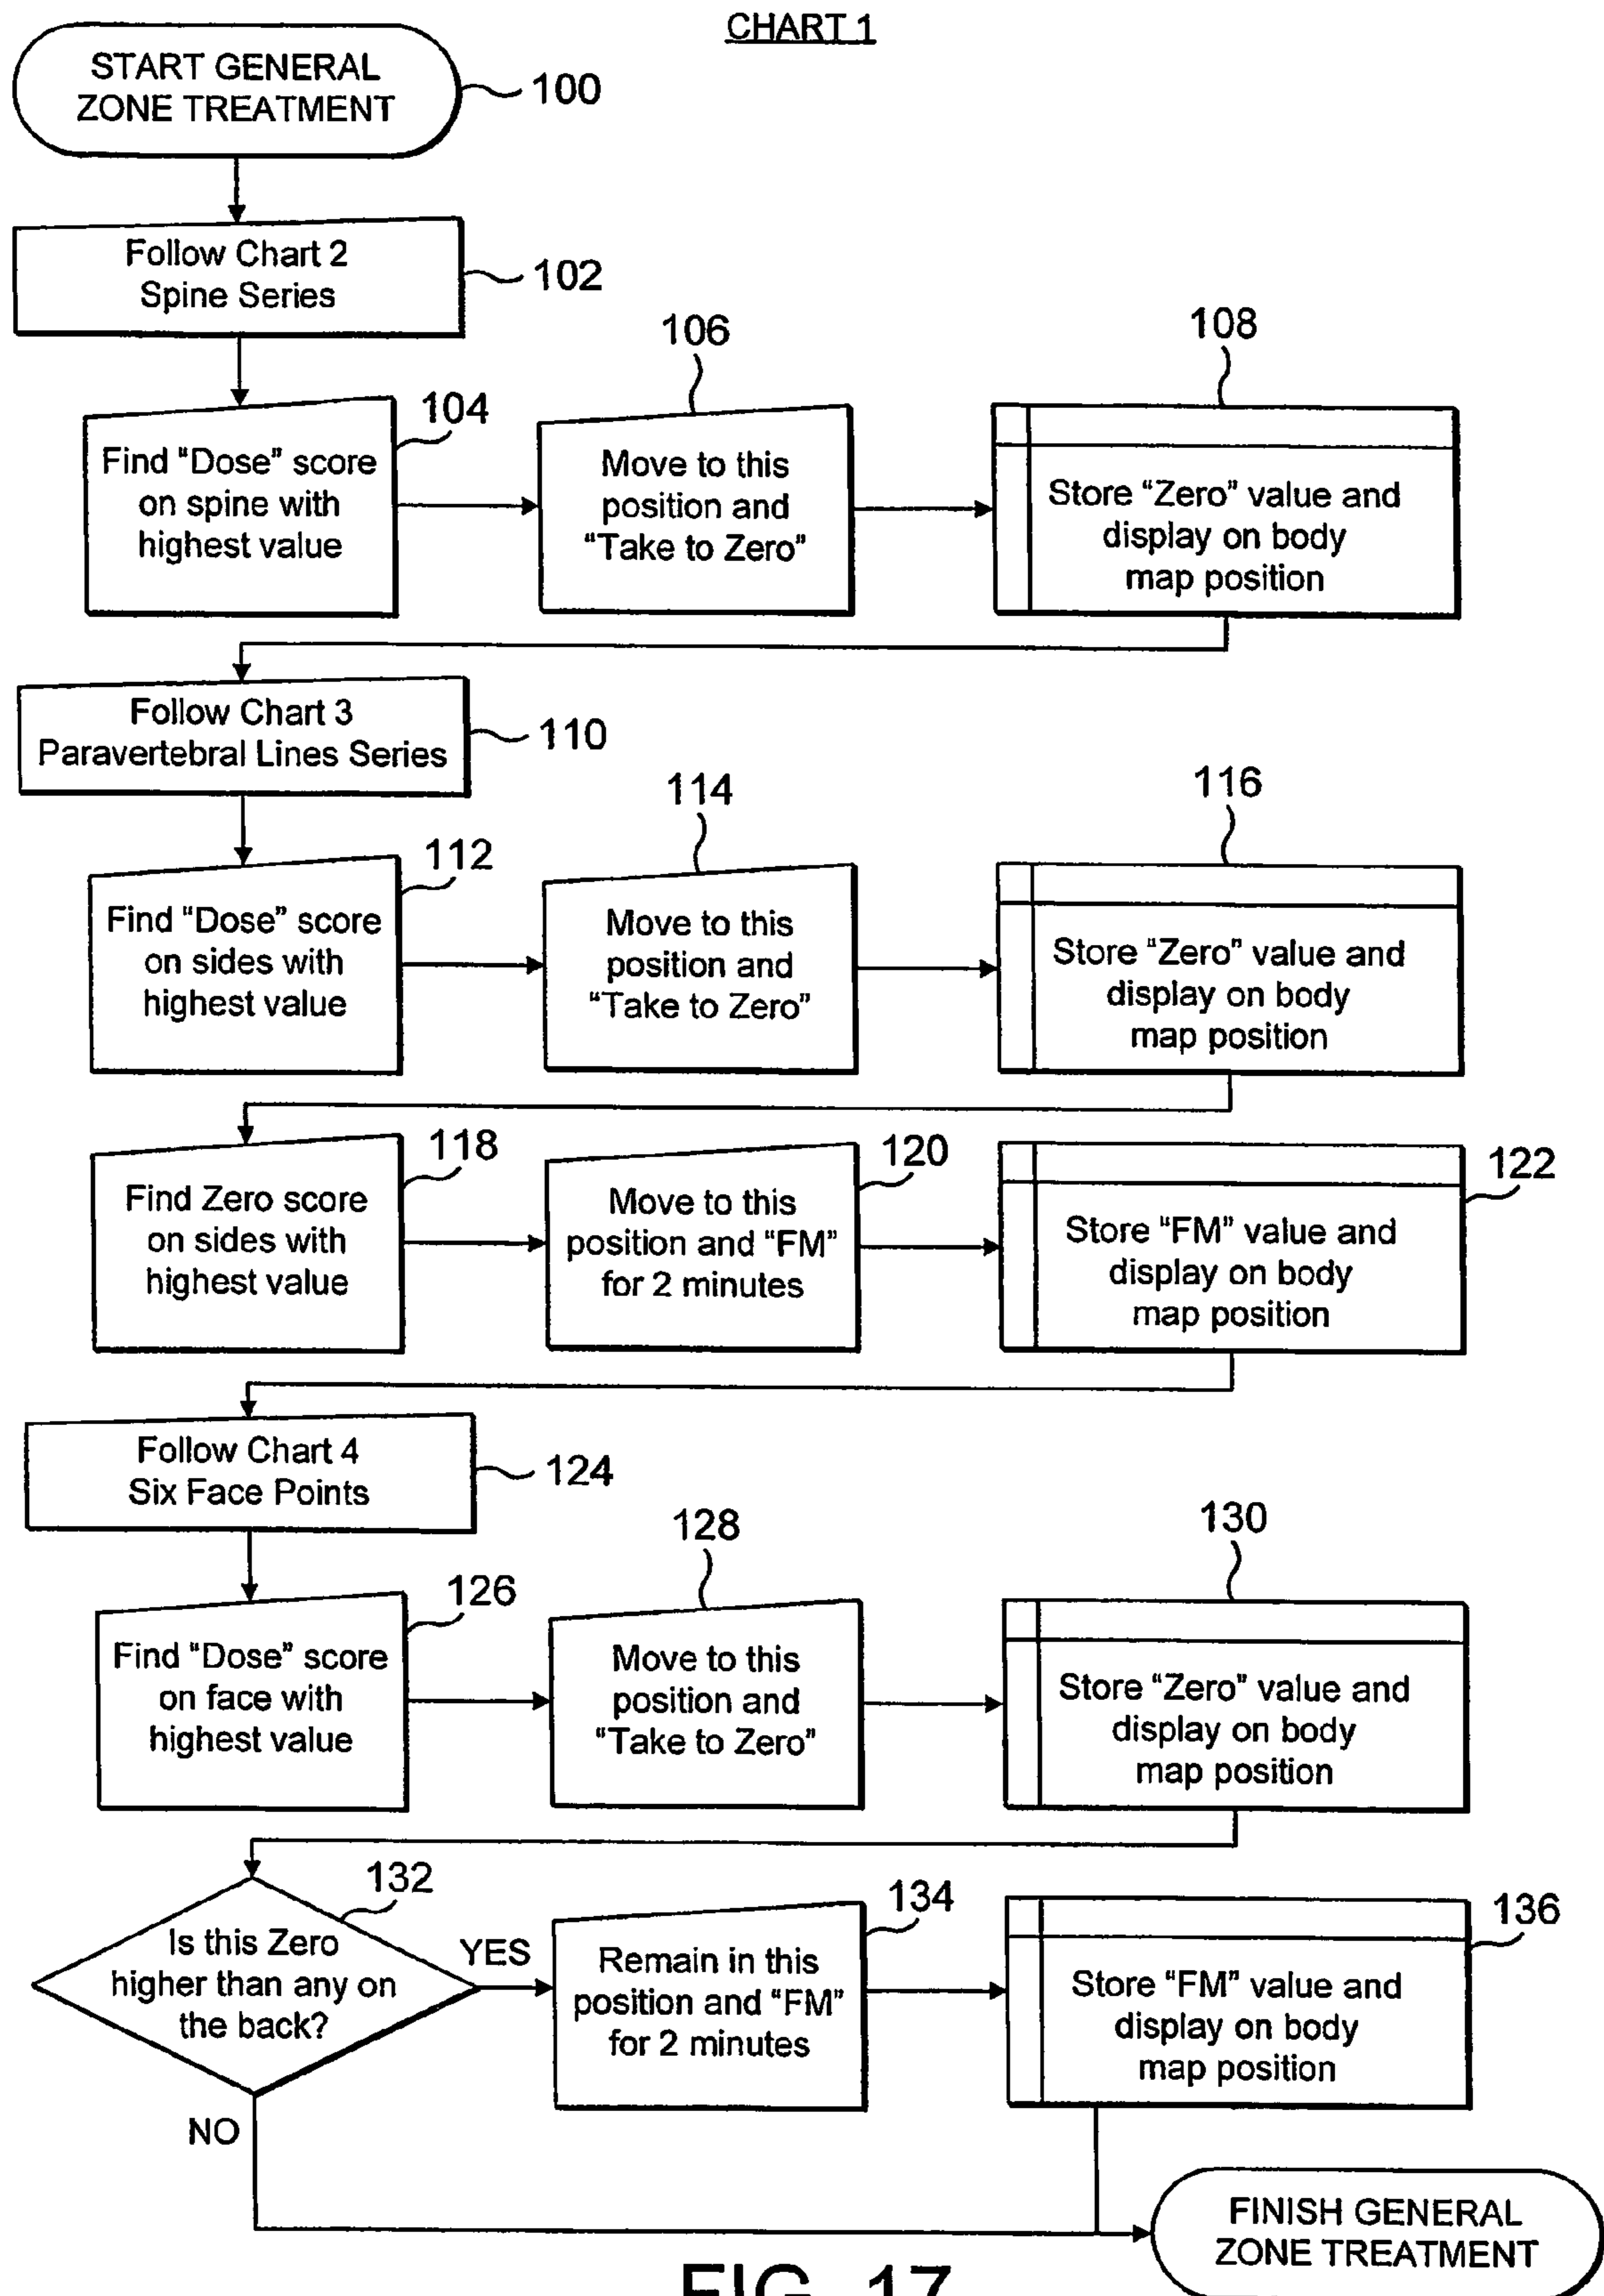 CHART 1
START GENERAL
ZONE TREATMENT
100
Follow Chart 2
Spine Series
102
104
Find "Dose" score
on spine with
highest value
106
Move to this
position and
"Take to Zero"
108
Store "Zero" value and
display on body
map position
Follow Chart 3
Paravertebral Lines Series
110
112
Find "Dose" score
on sides with
highest value
114
Move to this
position and
"Take to Zero"
116
Store "Zero" value and
display on body
map position
118
Find Zero score
on sides with
highest value
120
Move to this
position and "FM"
for 2 minutes
122
Store "FM" value and
display on body
map position
Follow Chart 4
Six Face Points
124
126
Find "Dose" score
on face with
highest value
128
Move to this
position and
"Take to Zero"
130
Store "Zero" value and
display on body
map position
132
Is this Zero
higher than any on
the back?
YES
NO
134
Remain in this
position and "FM"
for 2 minutes
136
Store "FM" value and
display on body
map position
FINISH GENERAL
ZONE TREATMENT
FIG. 17